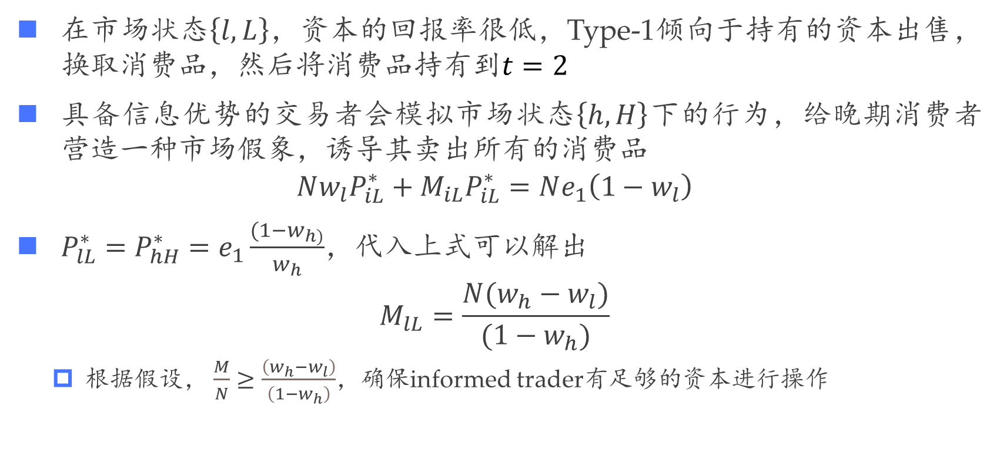 在市场状态{l, L}，资本的回报率很低，Type-1倾向于持有的资本出售，
换取消费品，然后将消费品持有到t = 2
具备信息优势的交易者会模拟市场状态{h, H}下的行为，给晚期消费者
营造一种市场假象，诱导其卖出所有的消费品
Nw_l P^*_{iL} + M_{iL} P^*_{iL} = Ne_1(1 − w_l)
P^*_{lL} = P^*_{hH} = e_1 \frac{(1−w_h)}{w_h}，代入上式可以解出
M_{lL} = \frac{N(w_h − w_l)}{(1 − w_h)}
根据假设，\frac{M}{N} ≥ \frac{(w_h−w_l)}{(1−w_h)}，确保informed trader有足够的资本进行操作